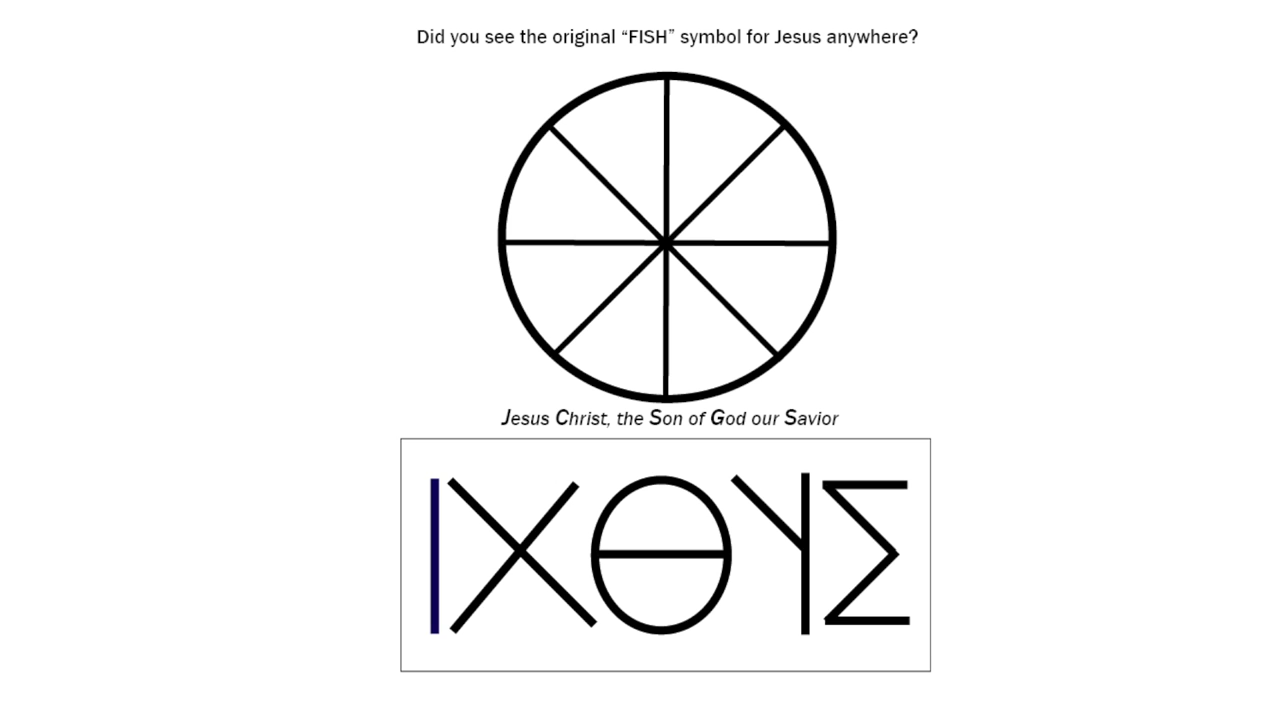 Did you see the original “FISH” symbol for Jesus anywhere?
Jesus Christ, the Son of God our Savior
ΙΧΘΥΣ